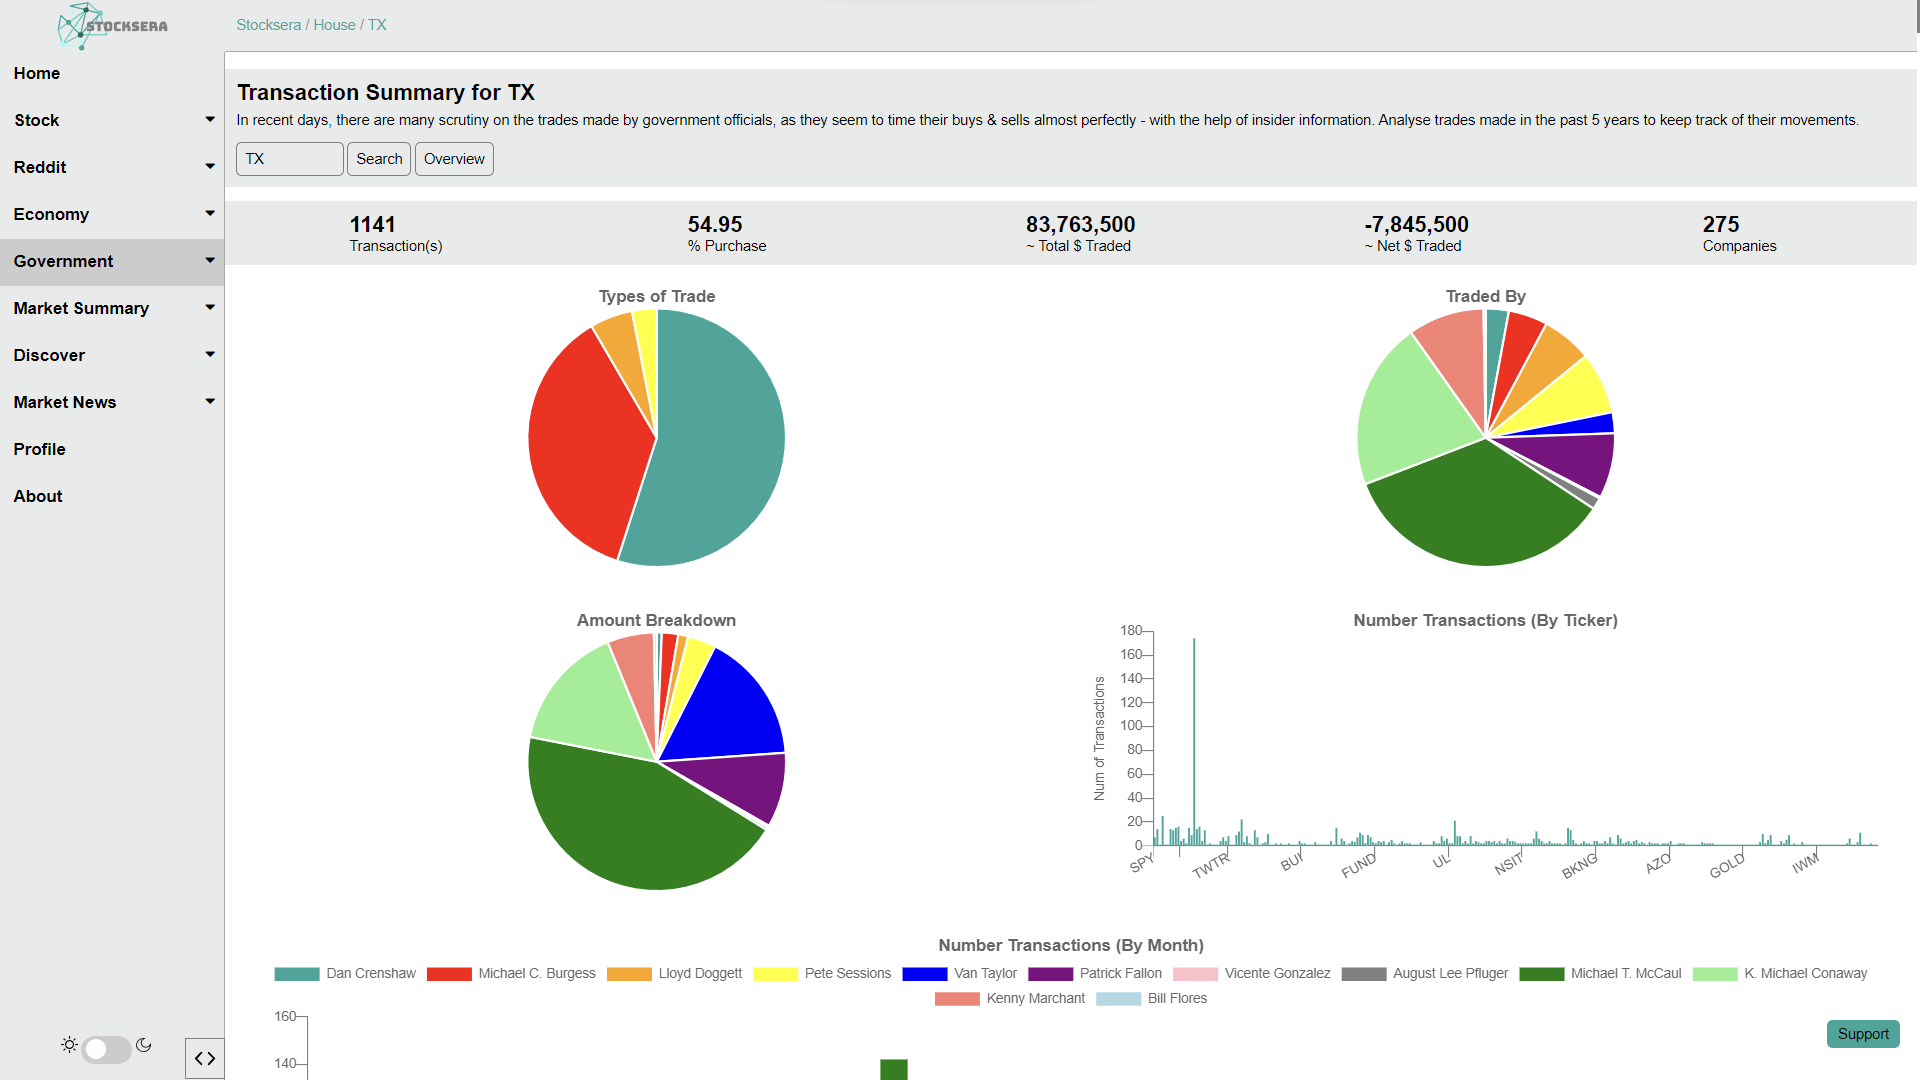 STOCKSERA
Stocksera / House / TX
Home
Stock
Reddit
Economy
Government
Market Summary
Discover
Market News
Profile
About
Transaction Summary for TX
In recent days, there are many scrutiny on the trades made by government officials, as they seem to time their buys & sells almost perfectly - with the help of insider information. Analyse trades made in the past 5 years to keep track of their movements.
TX Search Overview
1141 54.95 83,763,500 -7,845,500 275
Transaction(s) % Purchase ~ Total $ Traded ~ Net $ Traded Companies
Types of Trade
Traded By
Amount Breakdown
Number Transactions (By Ticker)
Num of Transactions
180
160
140
120
100
80
60
40
20
0
SPY TWTR BUI FUND UL NSIT BKNG AZO GOLD IWM
Number Transactions (By Month)
Dan Crenshaw Michael C. Burgess Lloyd Doggett Pete Sessions Van Taylor Patrick Fallon Vicente Gonzalez August Lee Pfluger Michael T. McCaul K. Michael Conaway
Kenny Marchant Bill Flores
160
140
Support